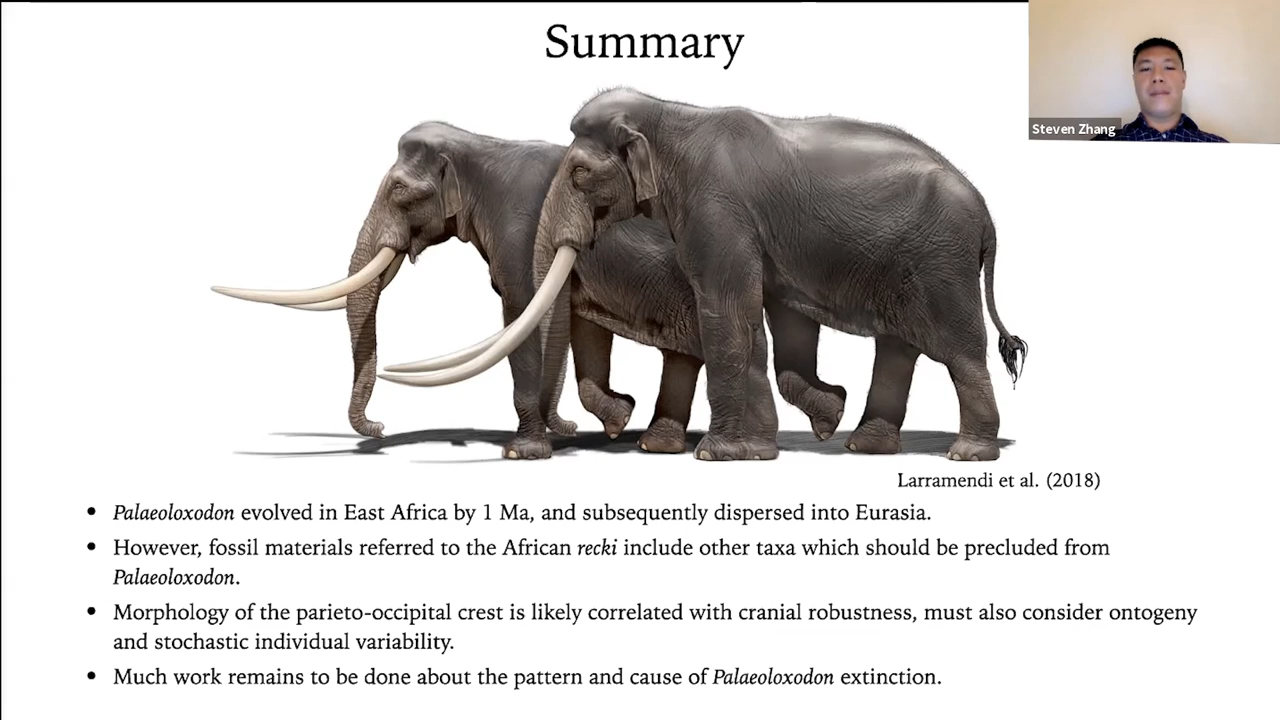 Summary
Steven Zhang
Larramendi et al. (2018)
• Palaeoloxodon evolved in East Africa by 1 Ma, and subsequently dispersed into Eurasia.
• However, fossil materials referred to the African recki include other taxa which should be precluded from
Palaeoloxodon.
• Morphology of the parieto-occipital crest is likely correlated with cranial robustness, must also consider ontogeny
and stochastic individual variability.
• Much work remains to be done about the pattern and cause of Palaeoloxodon extinction.